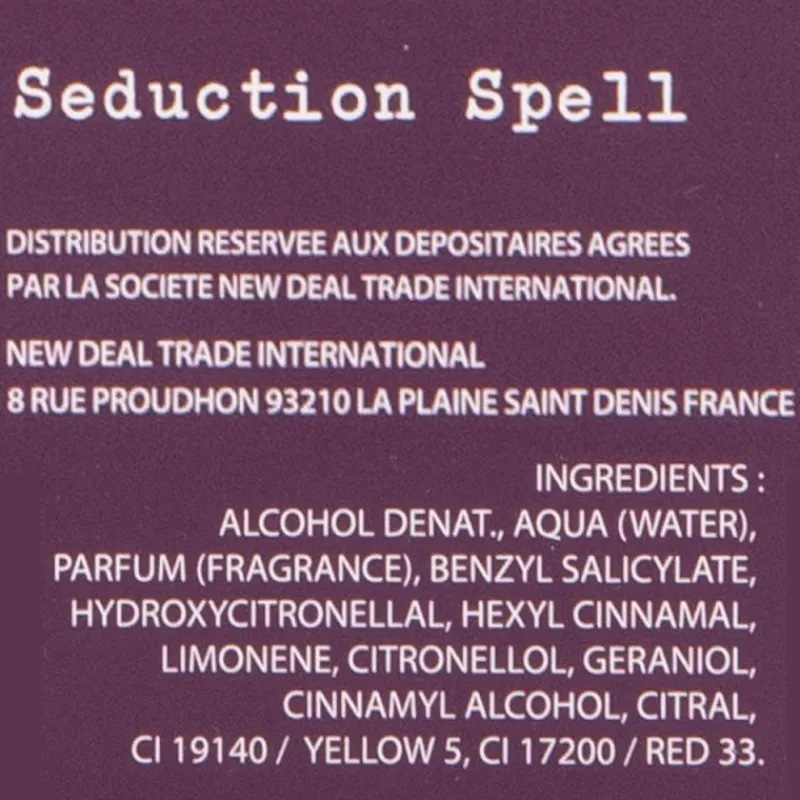 Seduction Spell
DISTRIBUTION RESERVEE AUX DEPOSITAIRES AGREES
PAR LA SOCIETE NEW DEAL TRADE INTERNATIONAL.
NEW DEAL TRADE INTERNATIONAL
8 RUE PROUDHON 93210 LA PLAINE SAINT DENIS FRANCE
INGREDIENTS :
ALCOHOL DENAT., AQUA (WATER),
PARFUM (FRAGRANCE), BENZYL SALICYLATE,
HYDROXYCITRONELLAL, HEXYL CINNAMAL,
LIMONENE, CITRONELLOL, GERANIOL,
CINNAMYL ALCOHOL, CITRAL,
CI 19140 / YELLOW 5, CI 17200 / RED 33.